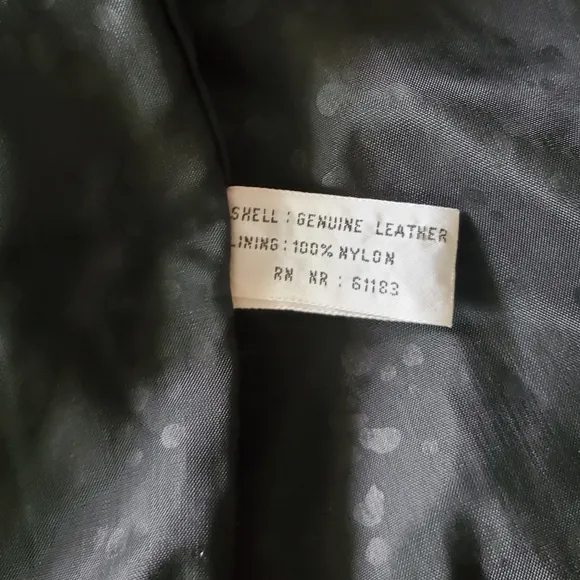 SHELL : GENUINE LEATHER
LINING : 100% NYLON
RN NR : 61183